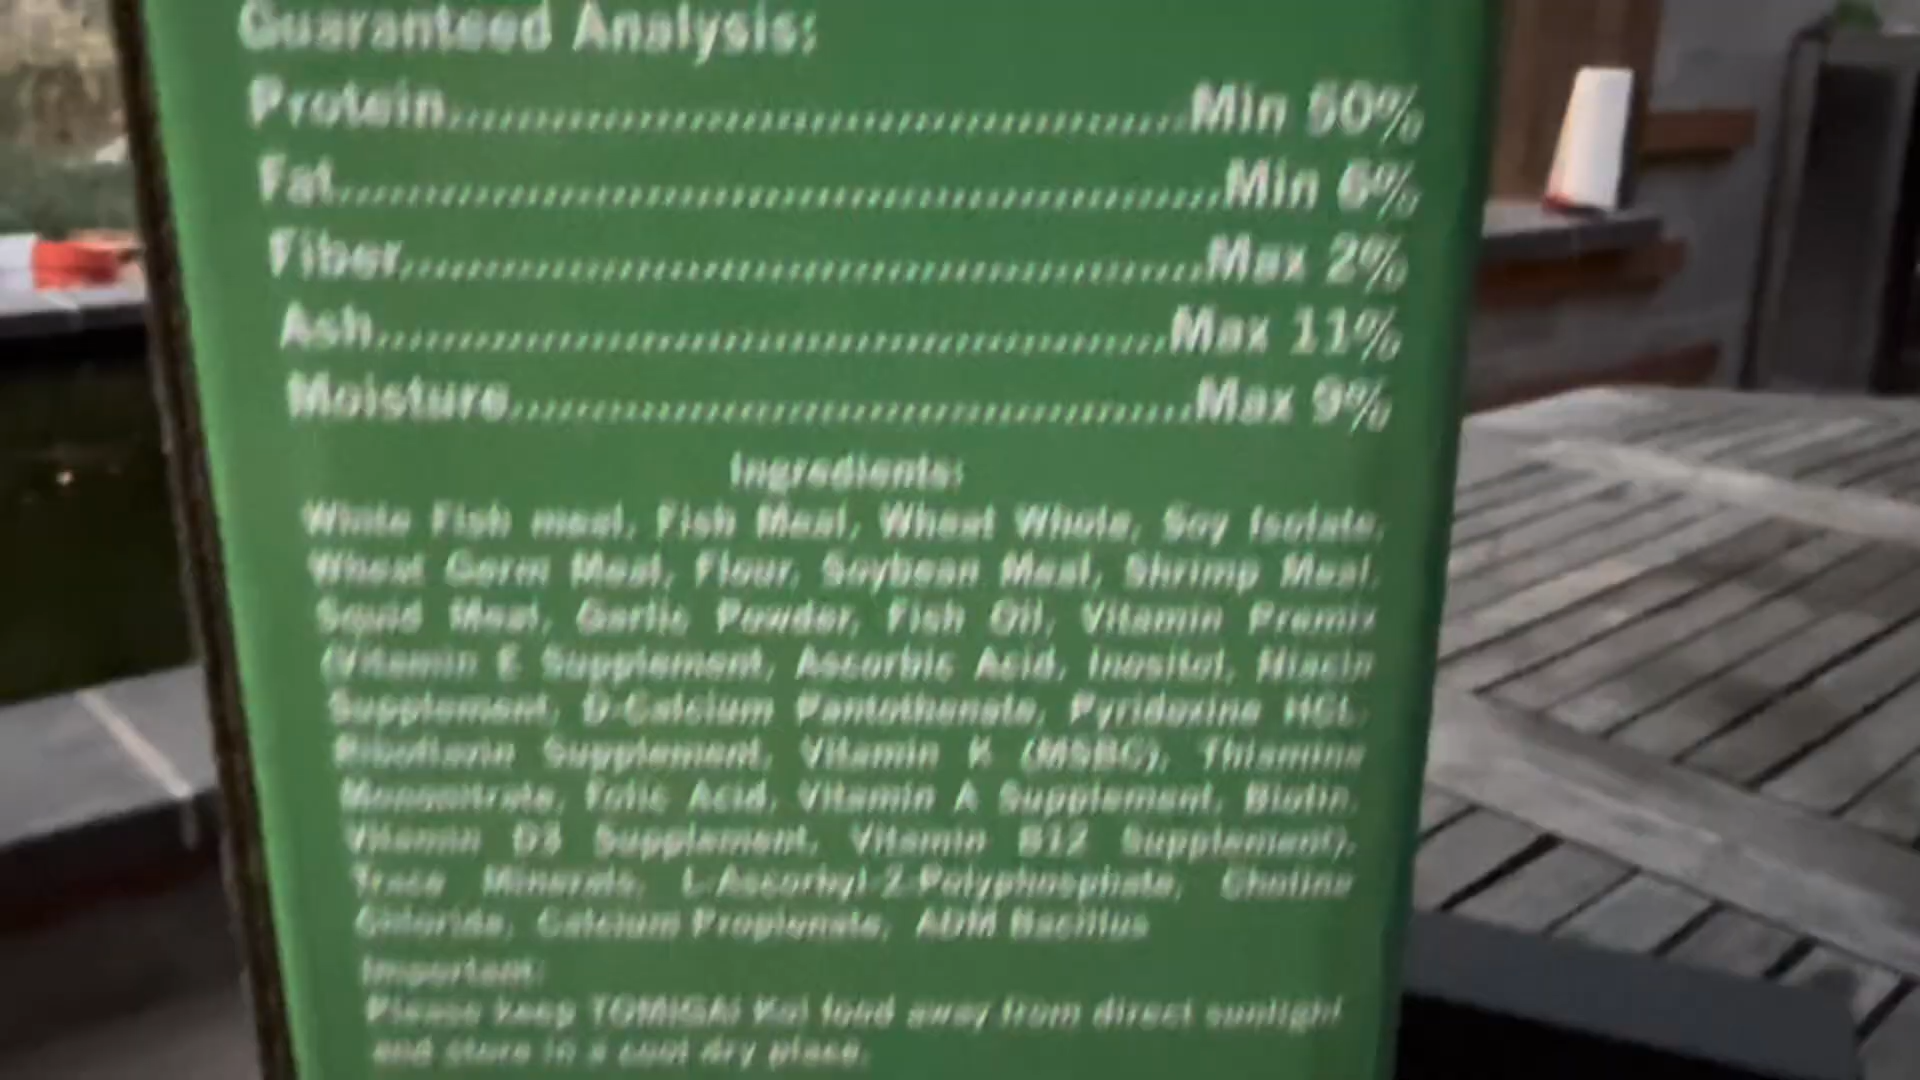 Guaranteed Analysis:
Protein........................................Min 50%
Fat..................................................Min 6%
Fiber.............................................Max 2%
Ash.............................................Max 11%
Moisture.......................................Max 9%
Ingredients:
White Fish meal, Fish Meal, Wheat Whole, Soy Isolate,
Wheat Germ Meal, Flour, Soybean Meal, Shrimp Meal,
Squid Meal, Garlic Powder, Fish Oil, Vitamin Premix
(Vitamin E Supplement, Ascorbic Acid, Inositol, Niacin
Supplement, D-Calcium Pantothenate, Pyridoxine HCL,
Riboflavin Supplement, Vitamin K (MSBC), Thiamine
Mononitrate, Folic Acid, Vitamin A Supplement, Biotin,
Vitamin D3 Supplement, Vitamin B12 Supplement),
Trace Minerals, L-Ascorbyl-2-Polyphosphate, Choline
Chloride, Calcium Propionate, ADM Bacillus
Important:
Please keep TOMIGAI Koi food away from direct sunlight
and store in a cool dry place.